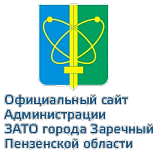 Официальный сайт
Администрации
ЗАТО города Заречный
Пензенской области